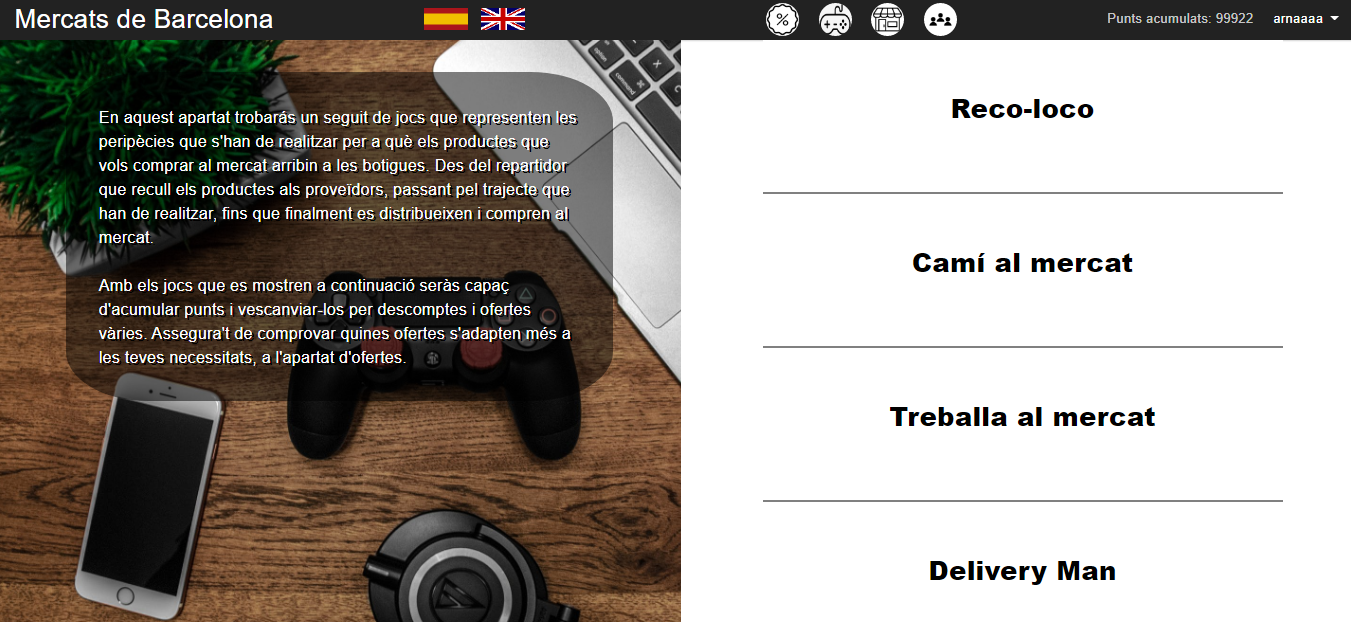 Mercats de Barcelona
Punts acumulats: 99922
arnaaaa
En aquest apartat trobarás un seguit de jocs que representen les
peripècies que s'han de realitzar per a què els productes que
vols comprar al mercat arribin a les botigues. Des del repartidor
que recull els productes als proveïdors, passant pel trajecte que
han de realitzar, fins que finalment es distribueixen i compren al
mercat.
Amb els jocs que es mostren a continuació seràs capaç
d'acumular punts i vescanviar-los per descomptes i ofertes
vàries. Assegura't de comprovar quines ofertes s'adapten més a
les teves necessitats, a l'apartat d'ofertes.
command
Reco-loco
Camí al mercat
Treballa al mercat
Delivery Man